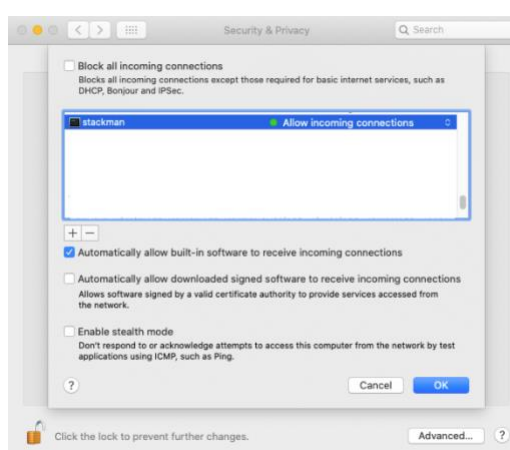 Security & Privacy
Search
Block all incoming connections
Blocks all incoming connections except those required for basic internet services, such as
DHCP, Bonjour and IPSec.
stackman Allow incoming connections
+ −
Automatically allow built-in software to receive incoming connections
Automatically allow downloaded signed software to receive incoming connections
Allows software signed by a valid certificate authority to provide services accessed from
the network.
Enable stealth mode
Don't respond to or acknowledge attempts to access this computer from the network by test
applications using ICMP, such as Ping.
? Cancel OK
Click the lock to prevent further changes. Advanced... ?